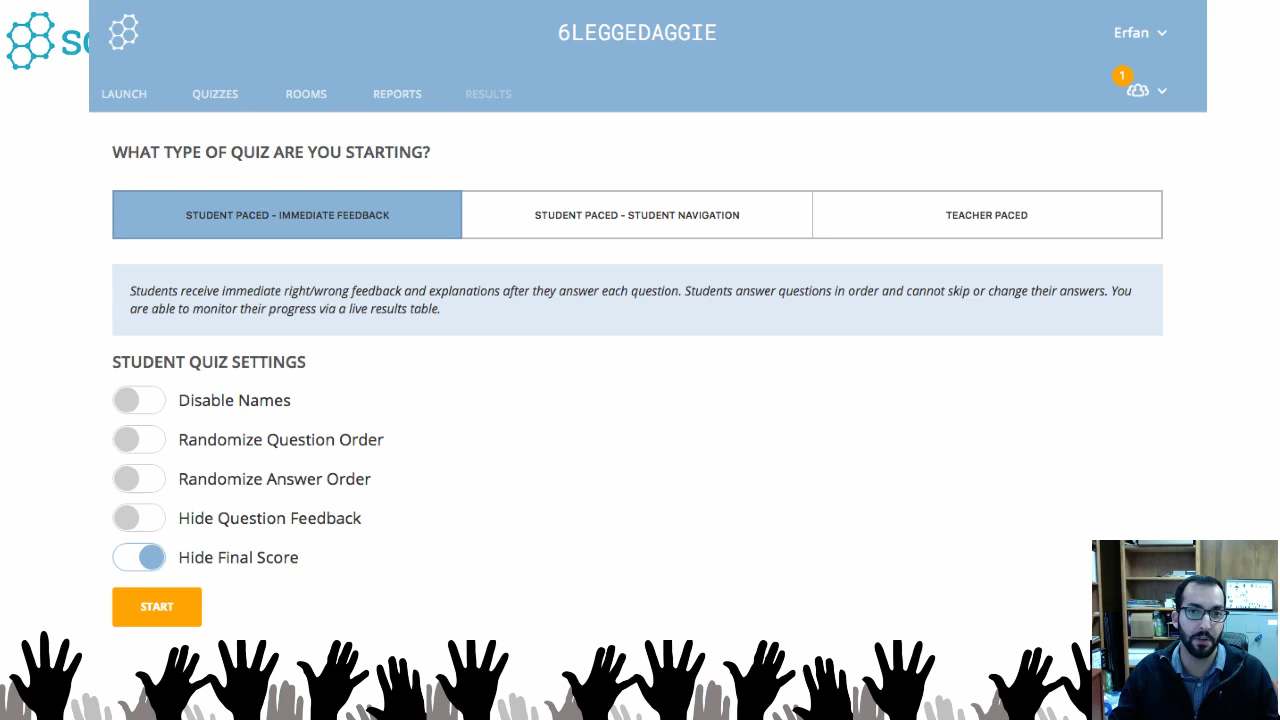 SO
6LEGGEDAGGIE
Erfan
1
LAUNCH QUIZZES ROOMS REPORTS RESULTS
WHAT TYPE OF QUIZ ARE YOU STARTING?
STUDENT PACED – IMMEDIATE FEEDBACK
STUDENT PACED – STUDENT NAVIGATION
TEACHER PACED
Students receive immediate right/wrong feedback and explanations after they answer each question. Students answer questions in order and cannot skip or change their answers. You
are able to monitor their progress via a live results table.
STUDENT QUIZ SETTINGS
Disable Names
Randomize Question Order
Randomize Answer Order
Hide Question Feedback
Hide Final Score
START